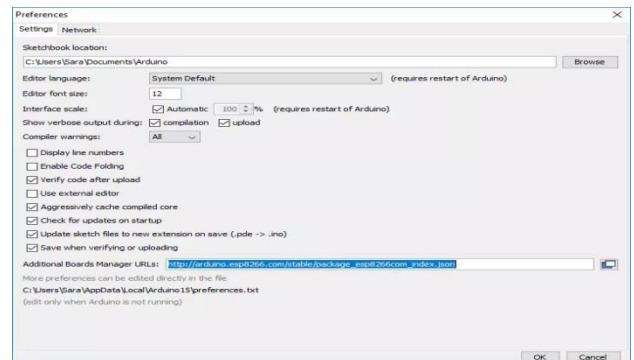 Preferences
Settings Network
Sketchbook location:
C:\Users\Sara\Documents\Arduino Browse
Editor language: System Default (requires restart of Arduino)
Editor font size: 12
Interface scale: Automatic 100 % (requires restart of Arduino)
Show verbose output during: compilation upload
Compiler warnings: All
Display line numbers
Enable Code Folding
Verify code after upload
Use external editor
Aggressively cache compiled core
Check for updates on startup
Update sketch files to new extension on save (.pde -> .ino)
Save when verifying or uploading
Additional Boards Manager URLs: http://arduino.esp8266.com/stable/package_esp8266com_index.json
More preferences can be edited directly in the file
C:\Users\Sara\AppData\Local\Arduino15\preferences.txt
(edit only when Arduino is not running)
OK Cancel